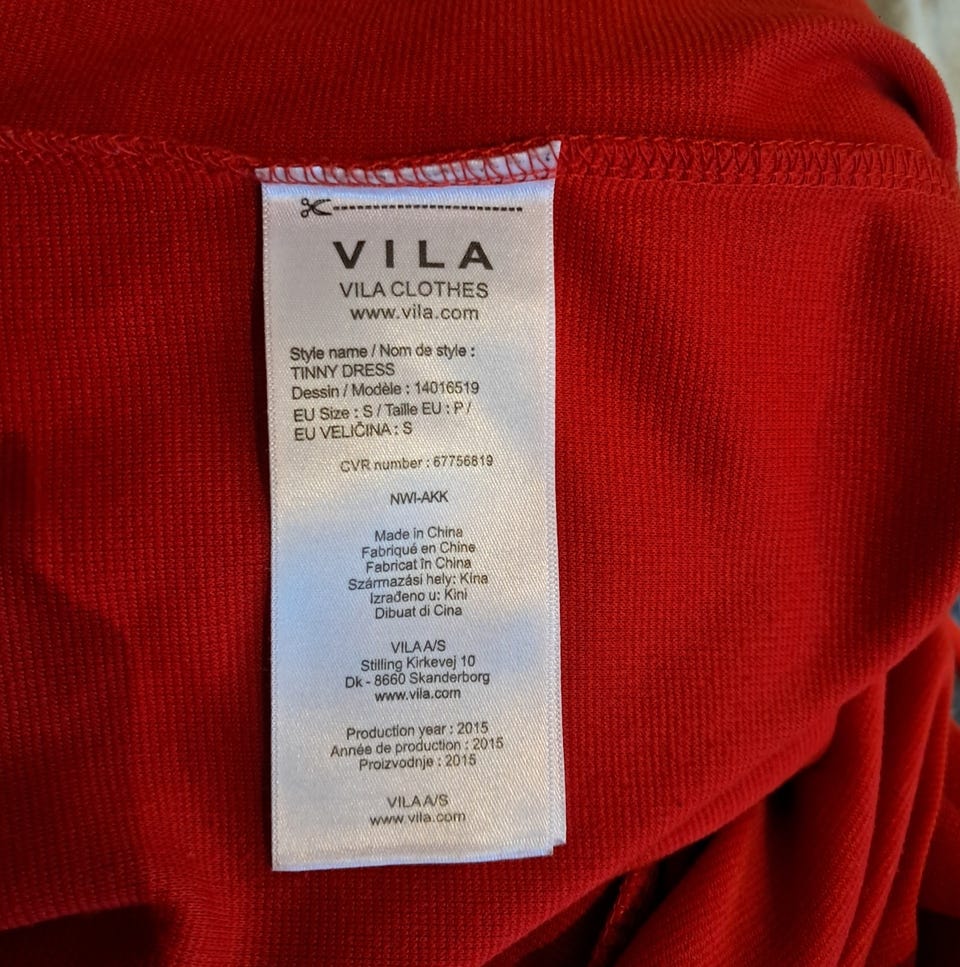 VILA
VILA CLOTHES
www.vila.com
Style name / Nom de style :
TINNY DRESS
Dessin / Modèle : 14016519
EU Size : S / Taille EU : P /
EU VELIČINA : S
CVR number : 67756819
NWI-AKK
Made in China
Fabriqué en Chine
Fabricat în China
Származási hely: Kína
Izrađeno u: Kini
Dibuat di Cina
VILA A/S
Stilling Kirkevej 10
Dk - 8660 Skanderborg
www.vila.com
Production year : 2015
Année de production : 2015
Proizvodnje : 2015
VILA A/S
www.vila.com